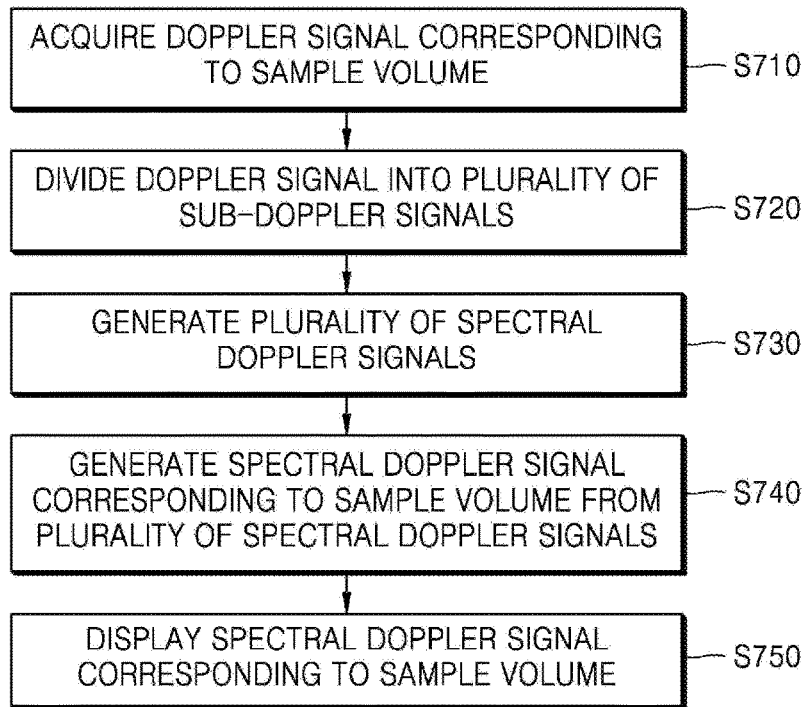 ACQUIRE DOPPLER SIGNAL CORRESPONDING
TO SAMPLE VOLUME
S710
DIVIDE DOPPLER SIGNAL INTO PLURALITY OF
SUB-DOPPLER SIGNALS
S720
GENERATE PLURALITY OF SPECTRAL
DOPPLER SIGNALS
S730
GENERATE SPECTRAL DOPPLER SIGNAL
CORRESPONDING TO SAMPLE VOLUME FROM
PLURALITY OF SPECTRAL DOPPLER SIGNALS
S740
DISPLAY SPECTRAL DOPPLER SIGNAL
CORRESPONDING TO SAMPLE VOLUME
S750